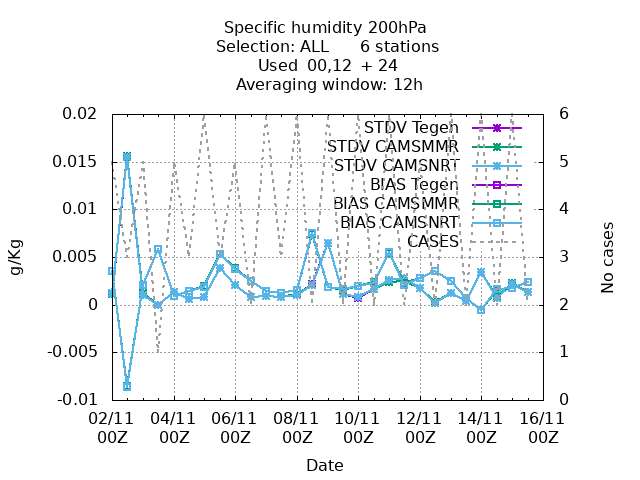 Specific humidity 200hPa
Selection: ALL 6 stations
Used 00,12 + 24
Averaging window: 12h
STDV Tegen
STDV CAMSMMR
STDV CAMSNRT
BIAS Tegen
BIAS CAMSMMR
BIAS CAMSNRT
CASES
0.02
0.015
0.01
0.005
0
-0.005
-0.01
g/Kg
6
5
4
3
2
1
0
No cases
02/11 04/11 06/11 08/11 10/11 12/11 14/11 16/11
00Z 00Z 00Z 00Z 00Z 00Z 00Z 00Z
Date